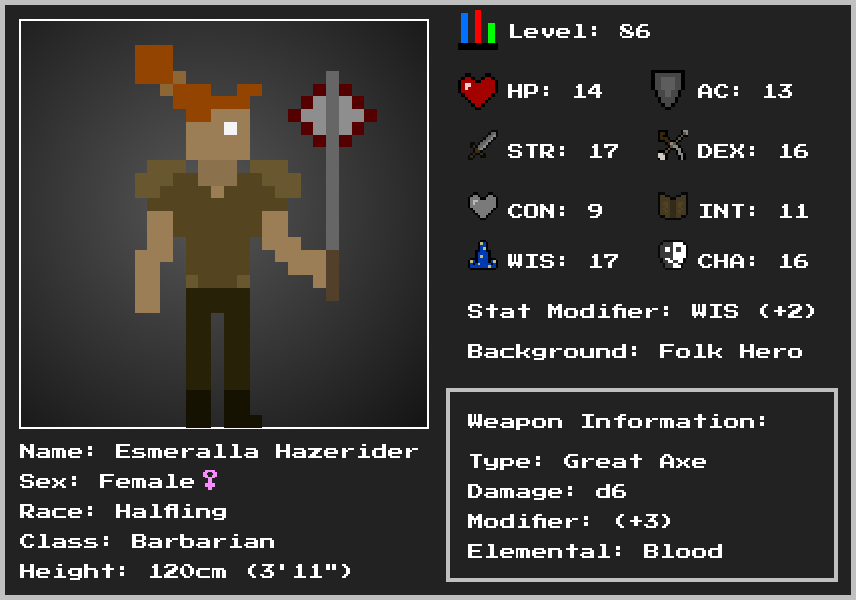 Level: 86
HP: 14
AC: 13
STR: 17
DEX: 16
CON: 9
INT: 11
WIS: 17
CHA: 16
Stat Modifier: WIS (+2)
Background: Folk Hero
Name: Esmeralla Hazerider
Sex: Female♀
Race: Halfling
Class: Barbarian
Height: 120cm (3'11")
Weapon Information:
Type: Great Axe
Damage: d6
Modifier: (+3)
Elemental: Blood